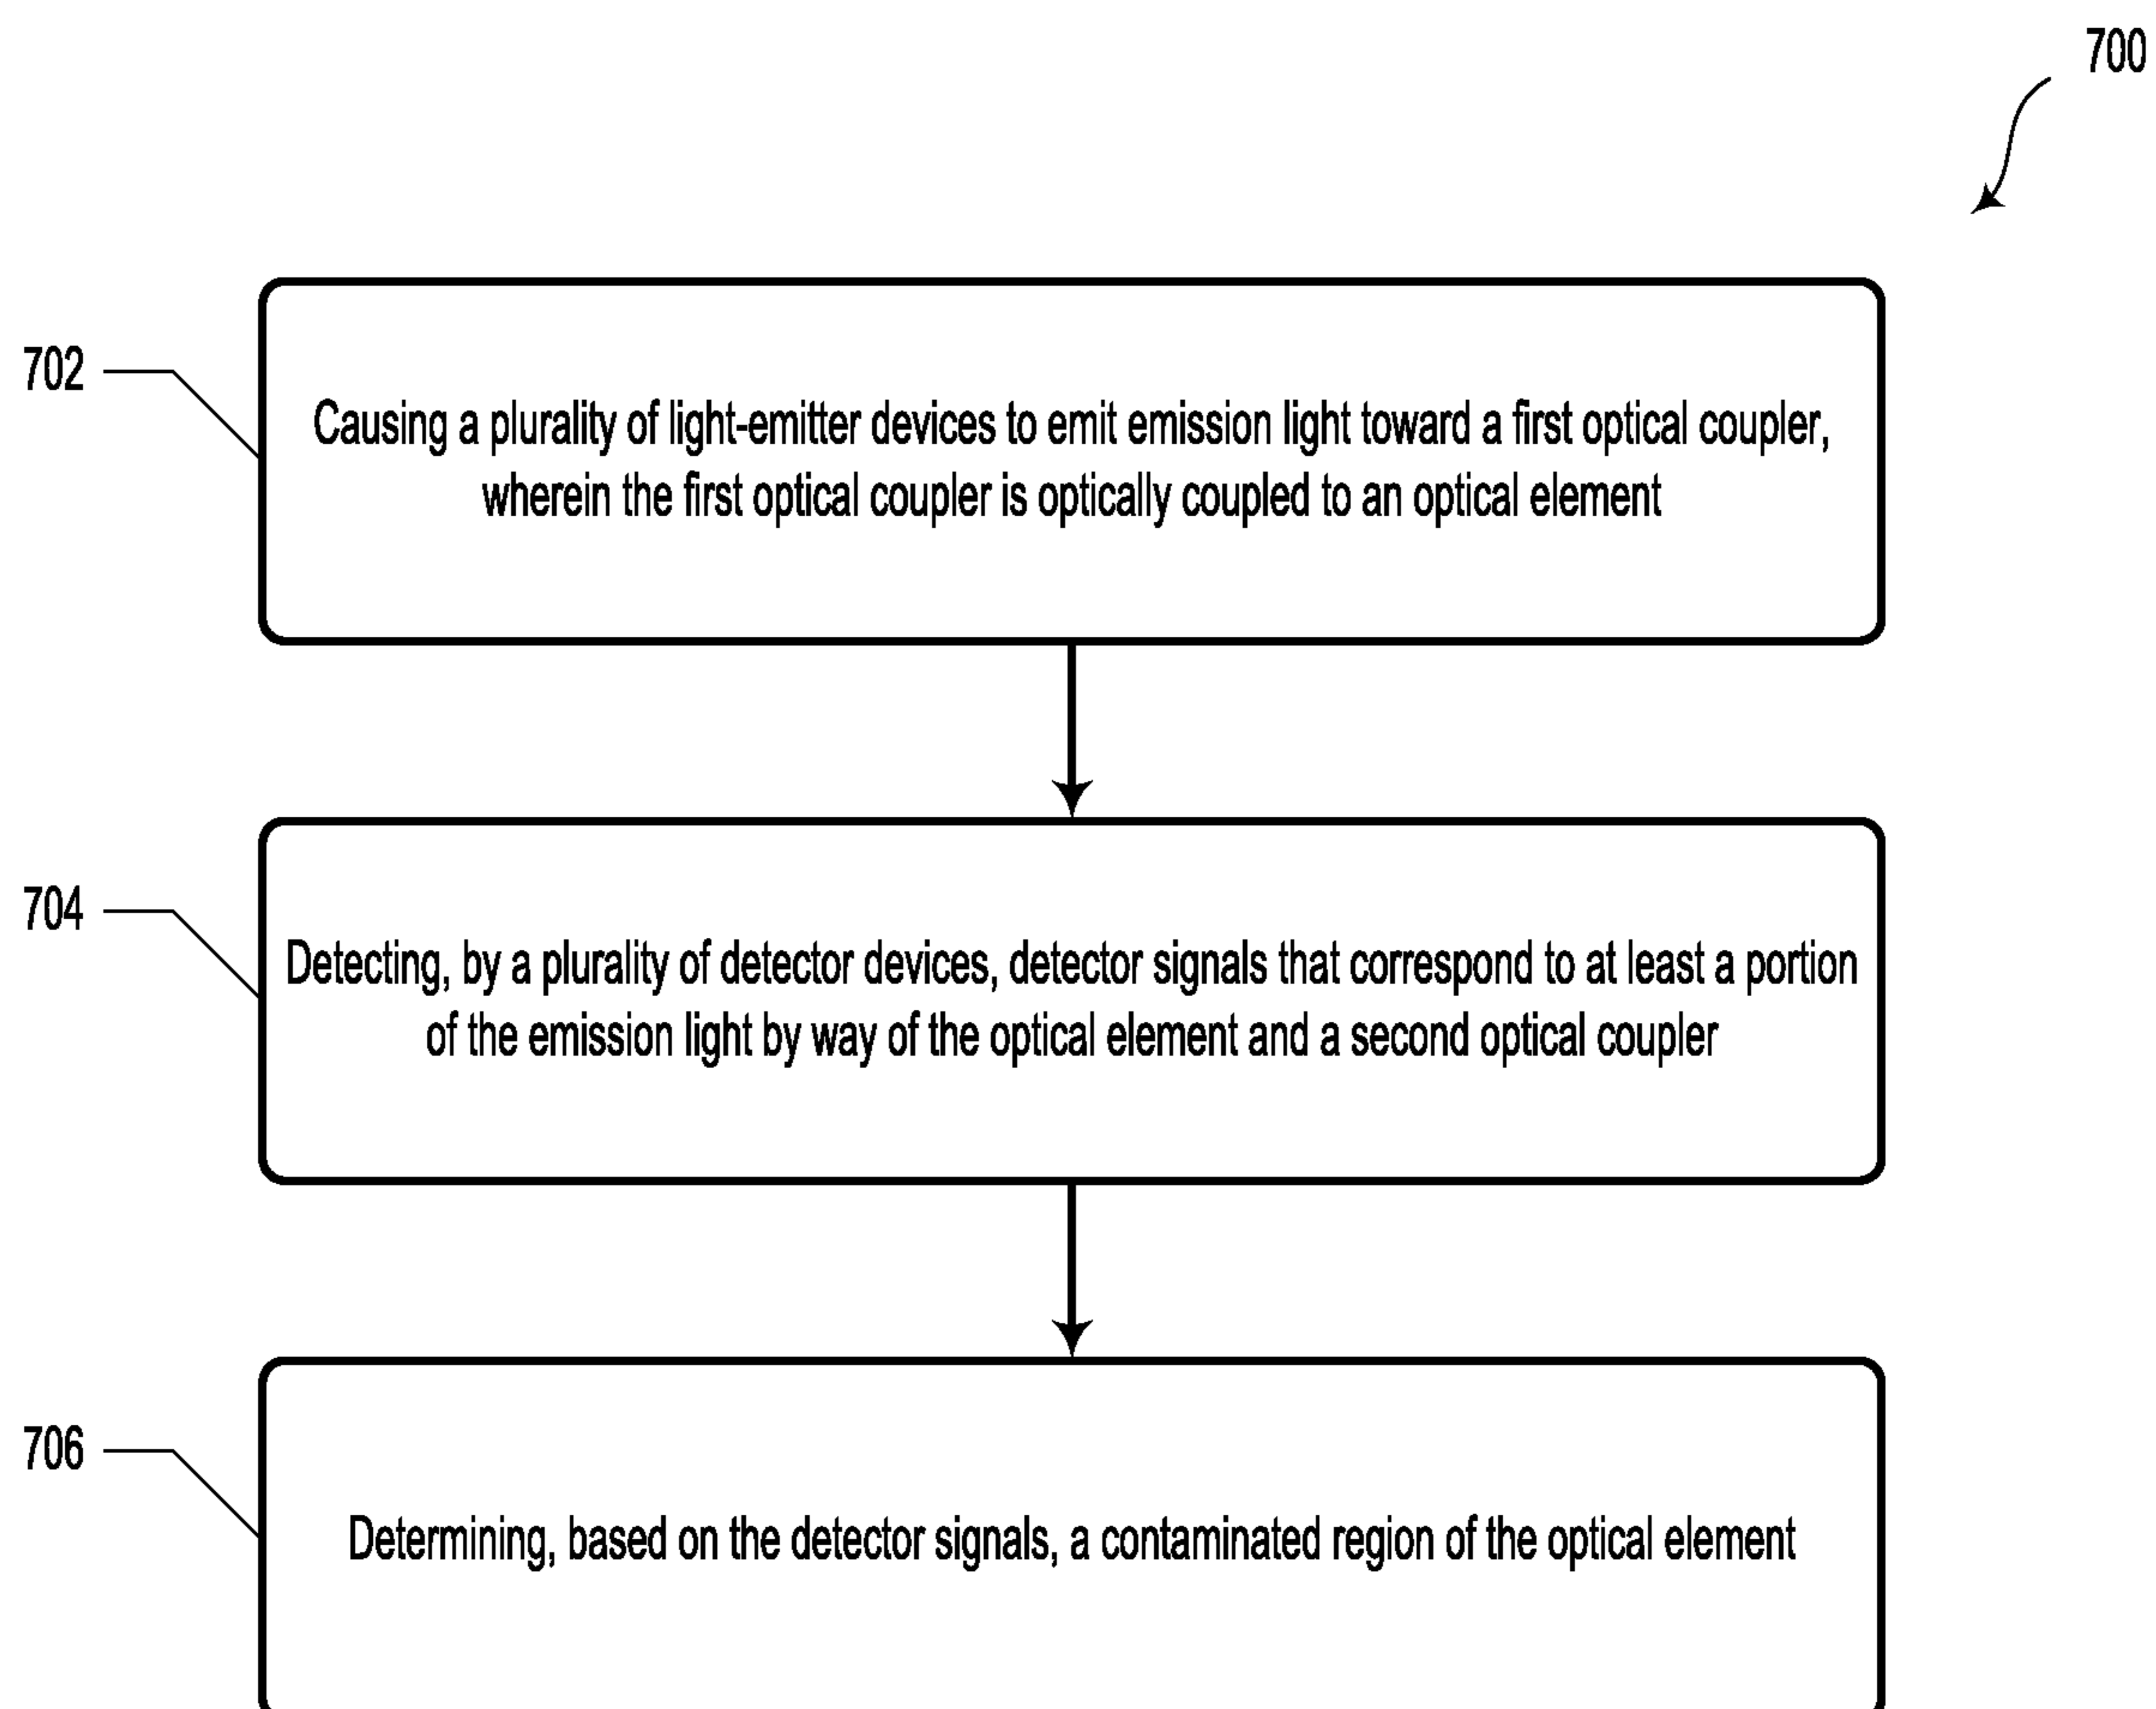 700
702
Causing a plurality of light-emitter devices to emit emission light toward a first optical coupler,
wherein the first optical coupler is optically coupled to an optical element
704
Detecting, by a plurality of detector devices, detector signals that correspond to at least a portion
of the emission light by way of the optical element and a second optical coupler
706
Determining, based on the detector signals, a contaminated region of the optical element